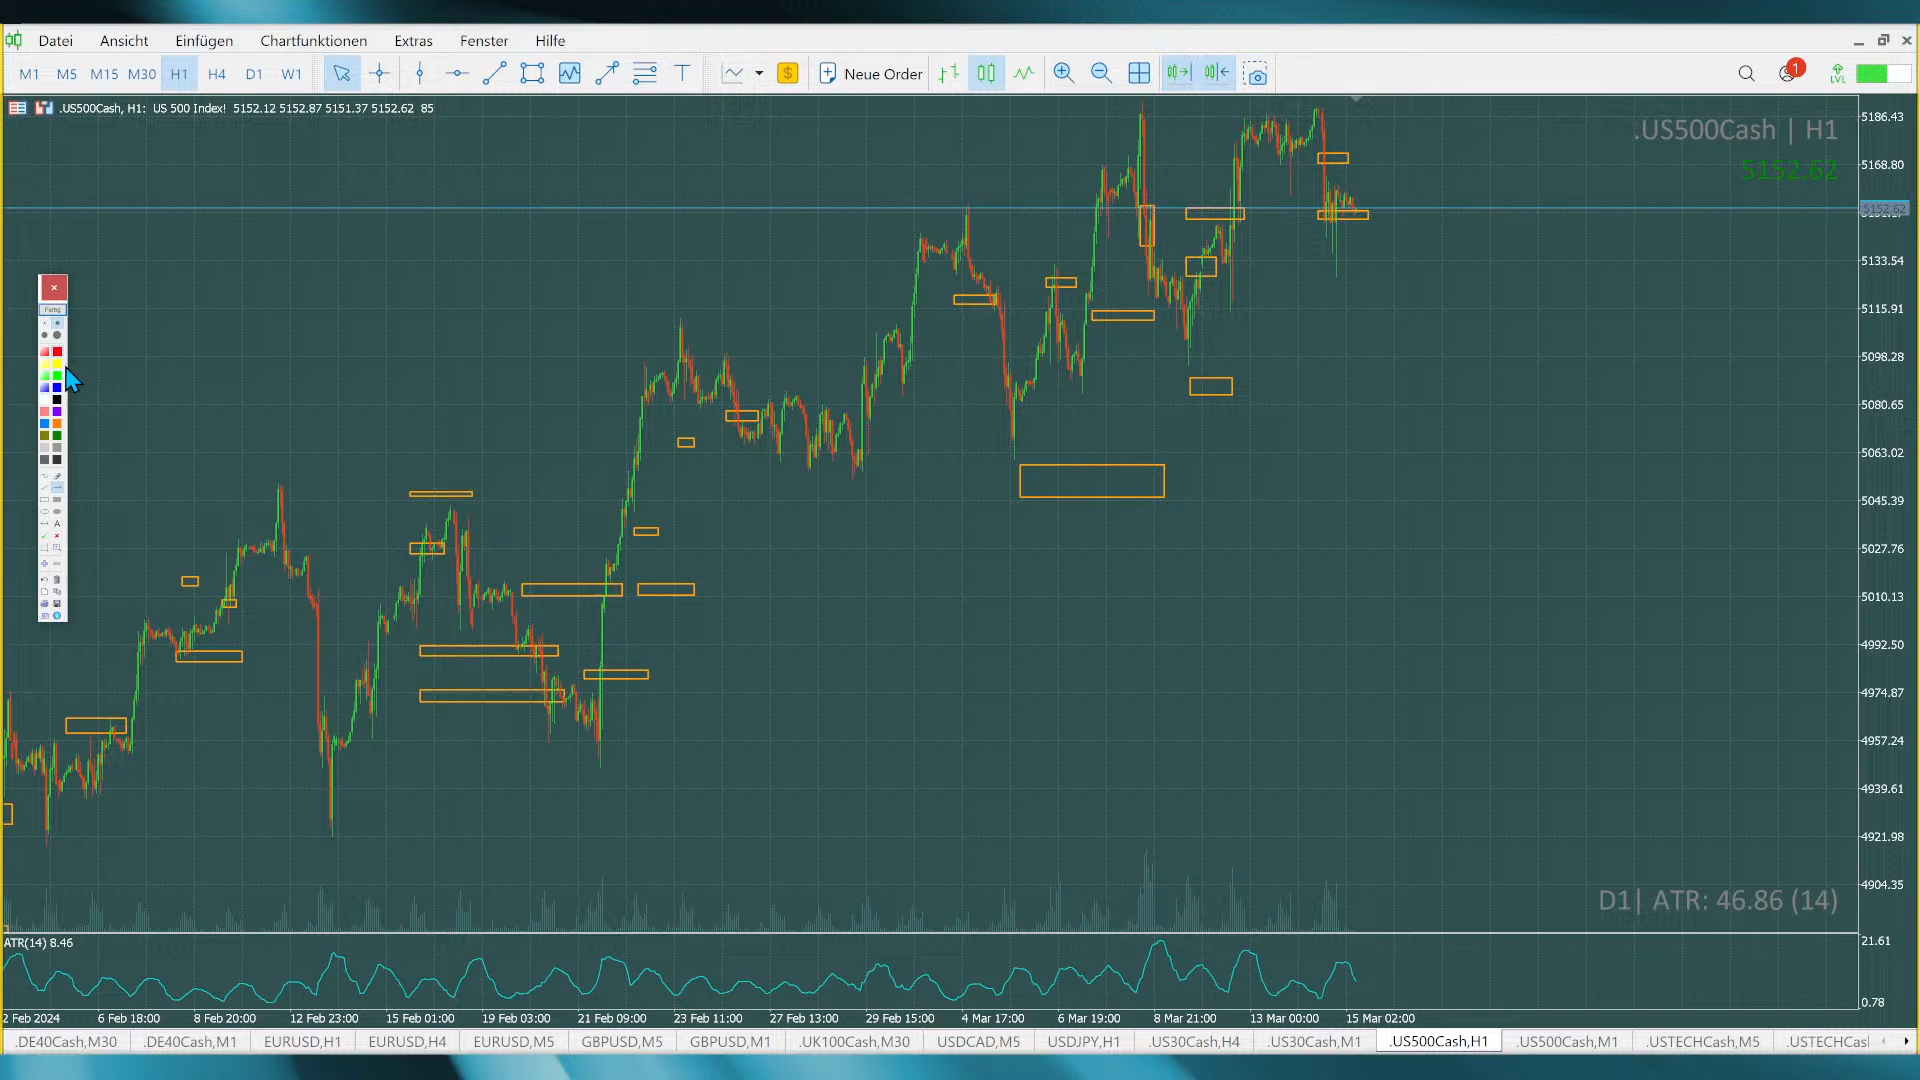 Datei Ansicht Einfügen Chartfunktionen Extras Fenster Hilfe
M1 M5 M15 M30 H1 H4 D1 W1 Neue Order 1 LVL
.US500Cash, H1: US 500 Index! 5152.12 5152.87 5151.37 5152.62 85
.US500Cash | H1
5152.62
5186.43
5168.80
5152.62
5133.54
5115.91
5098.28
5080.65
5063.02
5045.39
5027.76
5010.13
4992.50
4974.87
4957.24
4939.61
4921.98
4904.35
Fertig
A
D1| ATR: 46.86 (14)
ATR(14) 8.46
21.61
0.78
2 Feb 2024 6 Feb 18:00 8 Feb 20:00 12 Feb 23:00 15 Feb 01:00 19 Feb 03:00 21 Feb 09:00 23 Feb 11:00 27 Feb 13:00 29 Feb 15:00 4 Mar 17:00 6 Mar 19:00 8 Mar 21:00 13 Mar 00:00 15 Mar 02:00
.DE40Cash,M30 .DE40Cash,M1 EURUSD,H1 EURUSD,H4 EURUSD,M5 GBPUSD,M5 GBPUSD,M1 .UK100Cash,M30 USDCAD,M5 USDJPY,H1 .US30Cash,H4 .US30Cash,M1 .US500Cash,H1 .US500Cash,M1 .USTECHCash,M5 .USTECHCasl